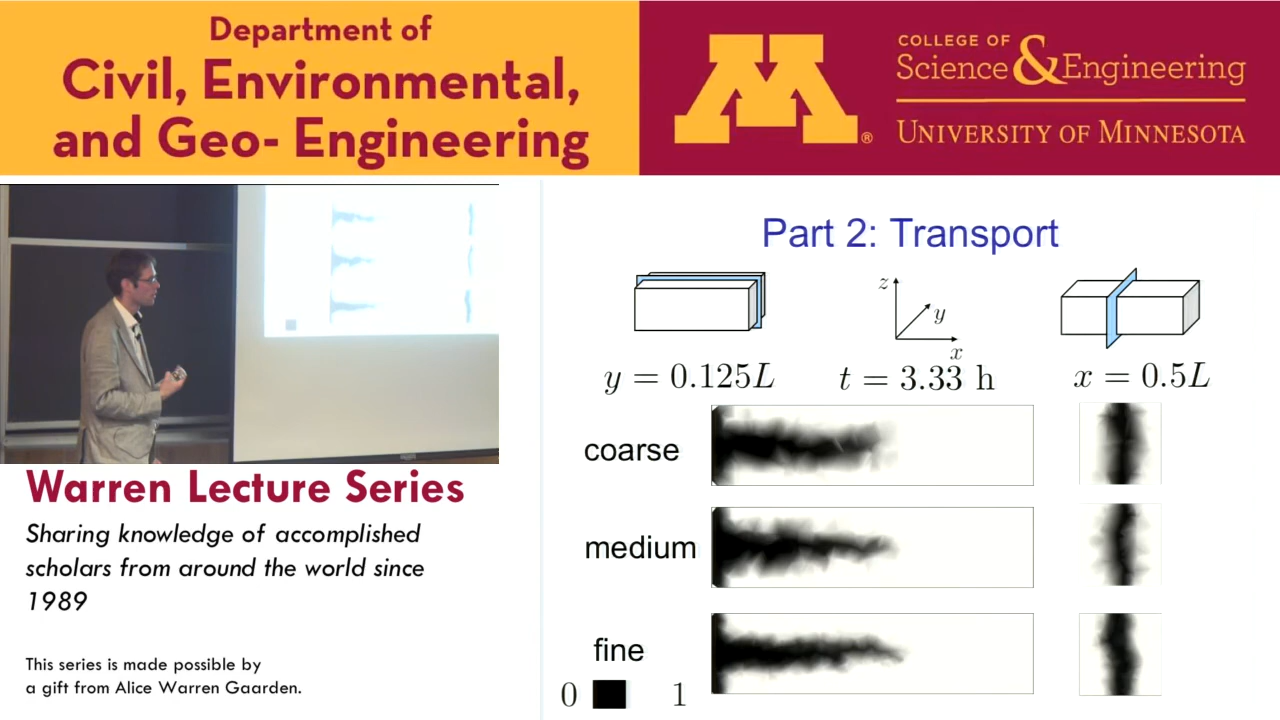 Department of
Civil, Environmental,
and Geo- Engineering
M®
COLLEGE OF
Science & Engineering
UNIVERSITY OF MINNESOTA
Warren Lecture Series
Sharing knowledge of accomplished
scholars from around the world since
1989
This series is made possible by
a gift from Alice Warren Gaarden.
Part 2: Transport
z
y
x
y = 0.125L
t = 3.33 h
x = 0.5L
coarse
medium
fine
0 1